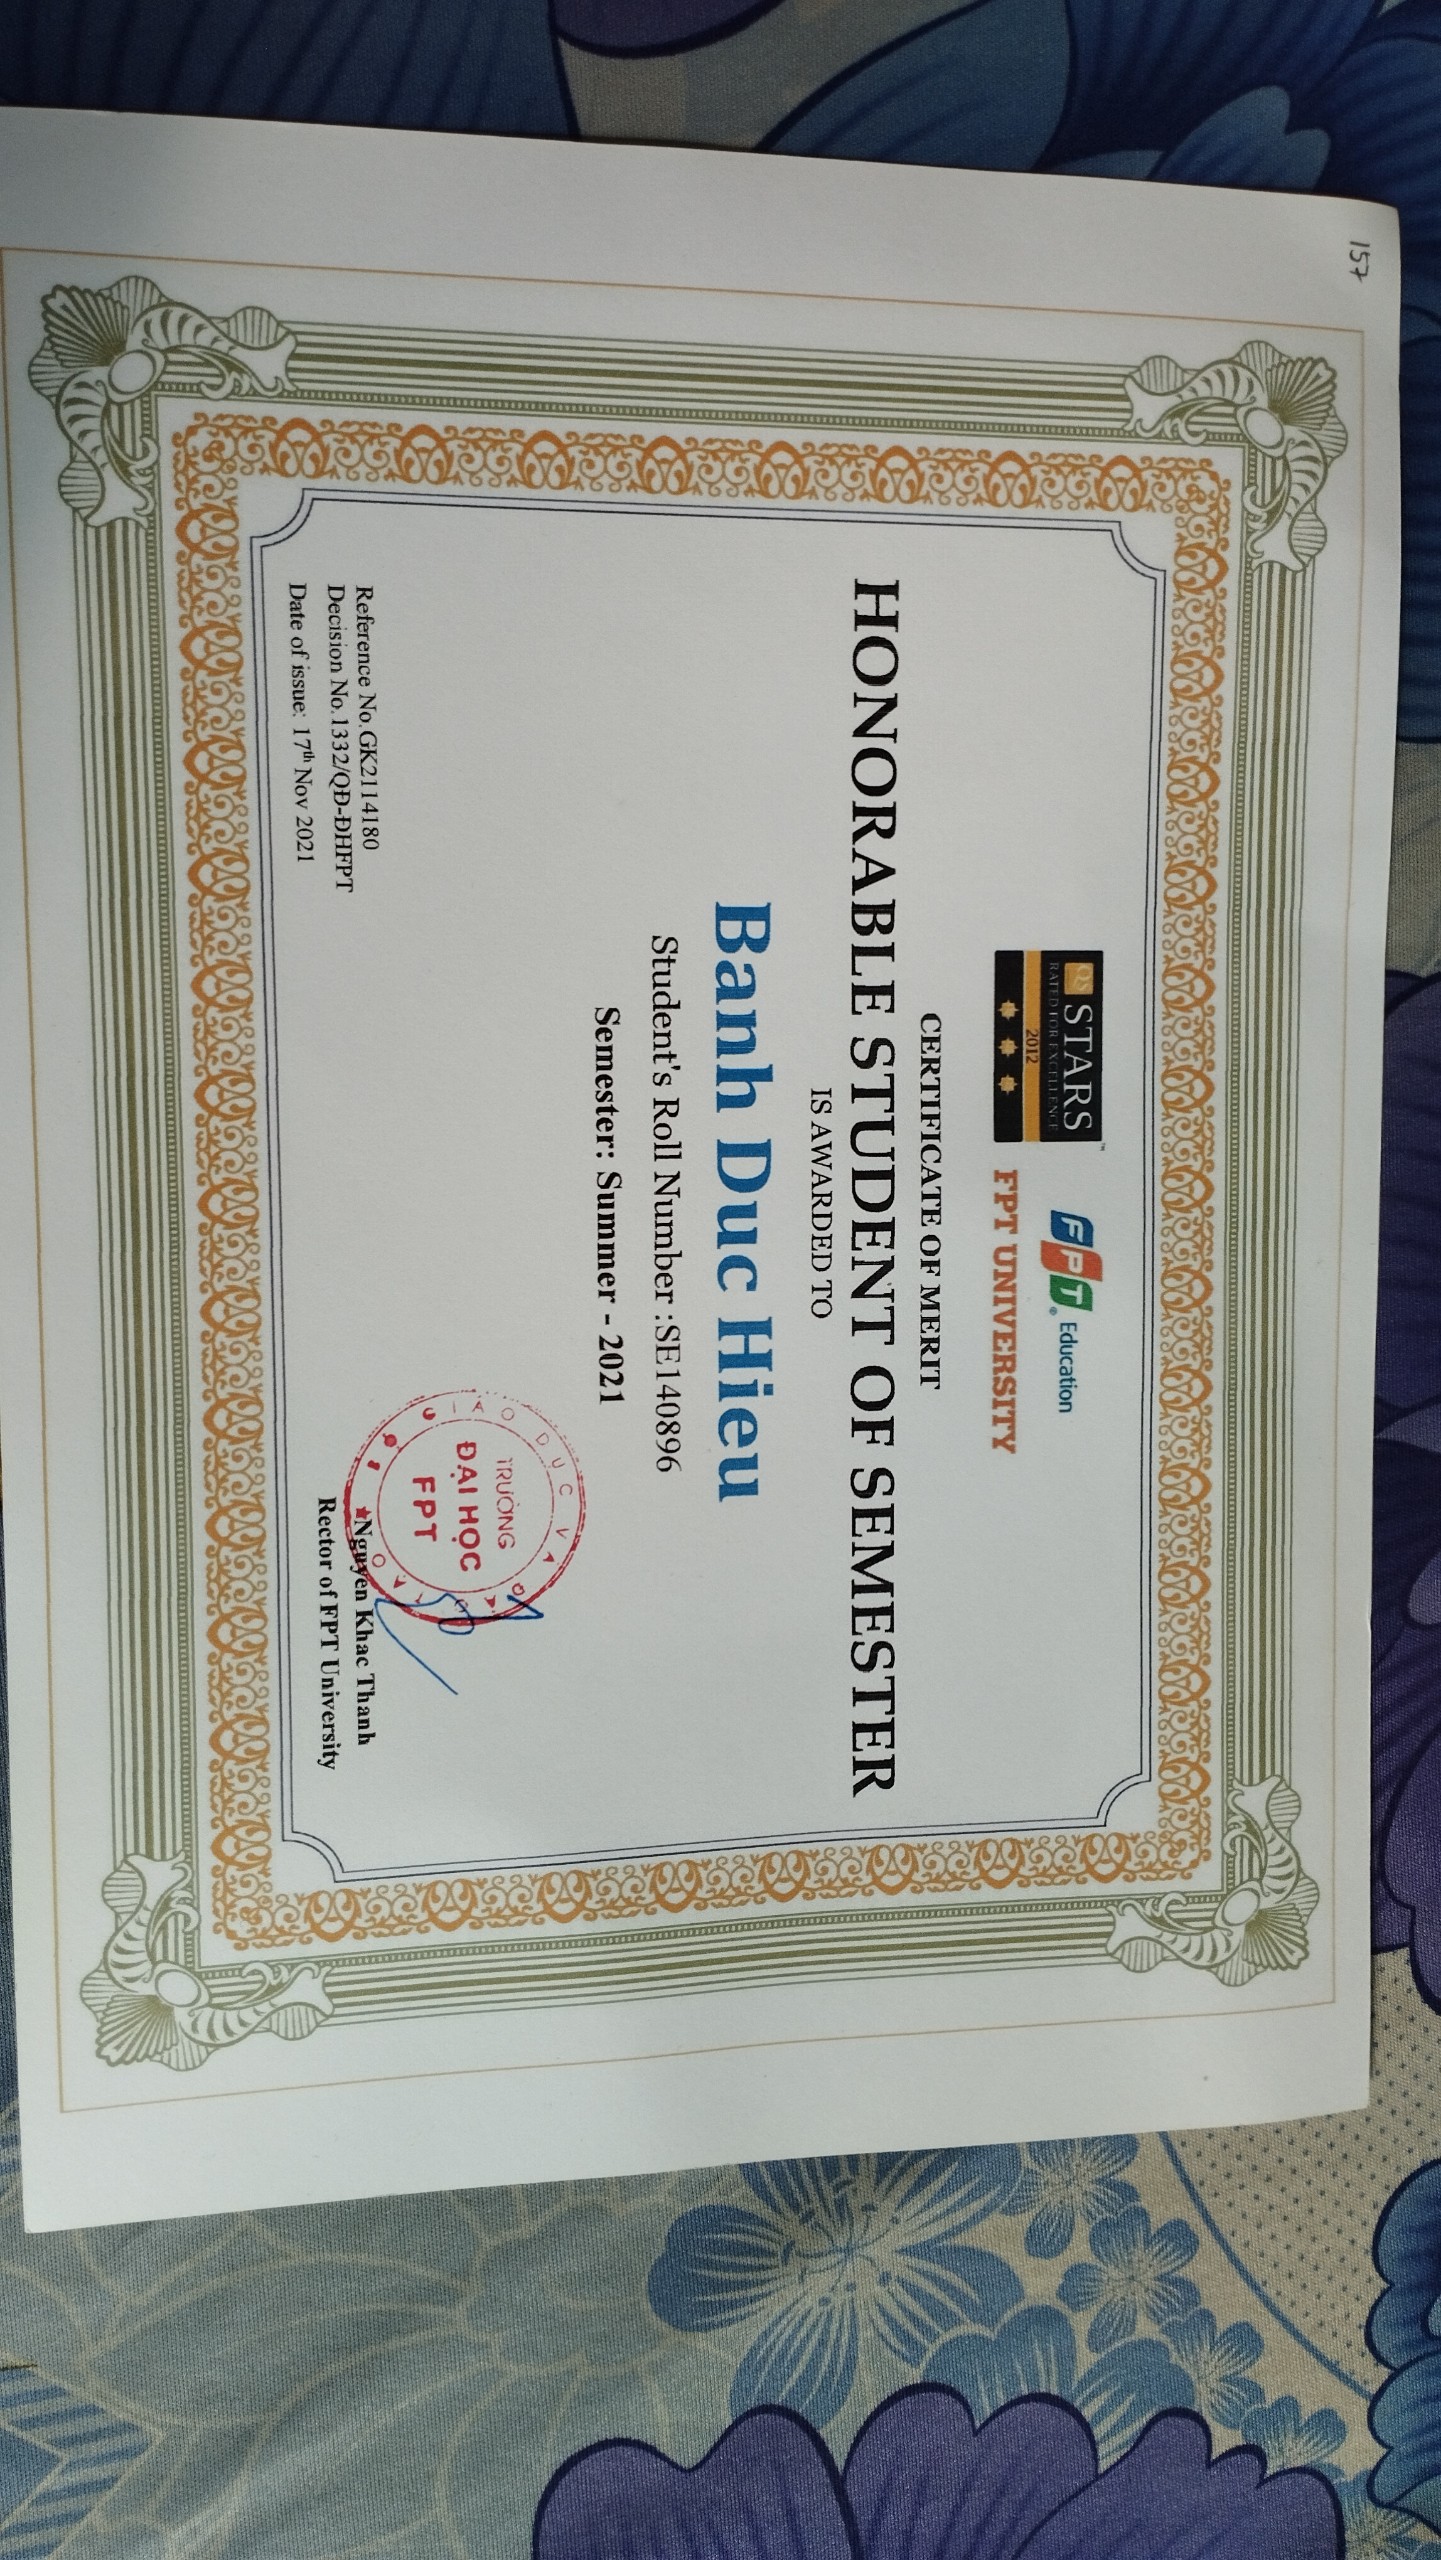 157
QS STARS™
RATED FOR EXCELLENCE
2012
FPT® Education
FPT UNIVERSITY
CERTIFICATE OF MERIT
HONORABLE STUDENT OF SEMESTER
IS AWARDED TO
Banh Duc Hieu
Student's Roll Number :SE140896
Semester: Summer - 2021
BỘ GIÁO DỤC VÀ ĐÀO TẠO
TRƯỜNG
ĐẠI HỌC
FPT
Reference No.GK2114180
Decision No.1332/QĐ-ĐHFPT
Date of issue: 17th Nov 2021
Nguyen Khac Thanh
Rector of FPT University